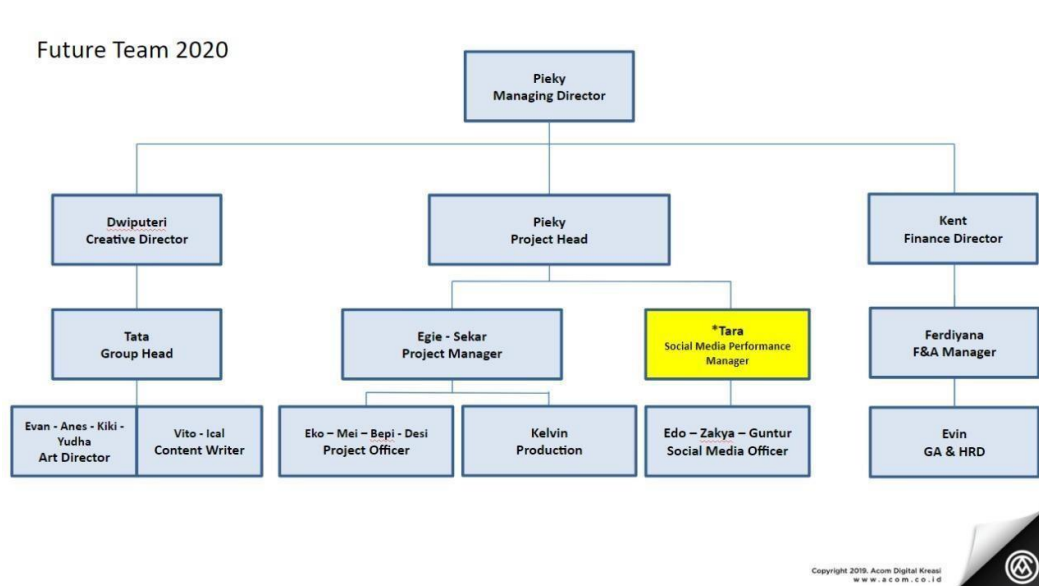 Future Team 2020
Pieky
Managing Director
Dwiputeri
Creative Director
Pieky
Project Head
Kent
Finance Director
Tata
Group Head
Egie - Sekar
Project Manager
*Tara
Social Media Performance
Manager
Ferdiyana
F&A Manager
Evan - Anes - Kiki -
Yudha
Art Director
Vito - Ical
Content Writer
Eko – Mei – Bepi - Desi
Project Officer
Kelvin
Production
Edo – Zakya – Guntur
Social Media Officer
Evin
GA & HRD
Copyright 2019. Acom Digital Kreasi
www.acom.co.id